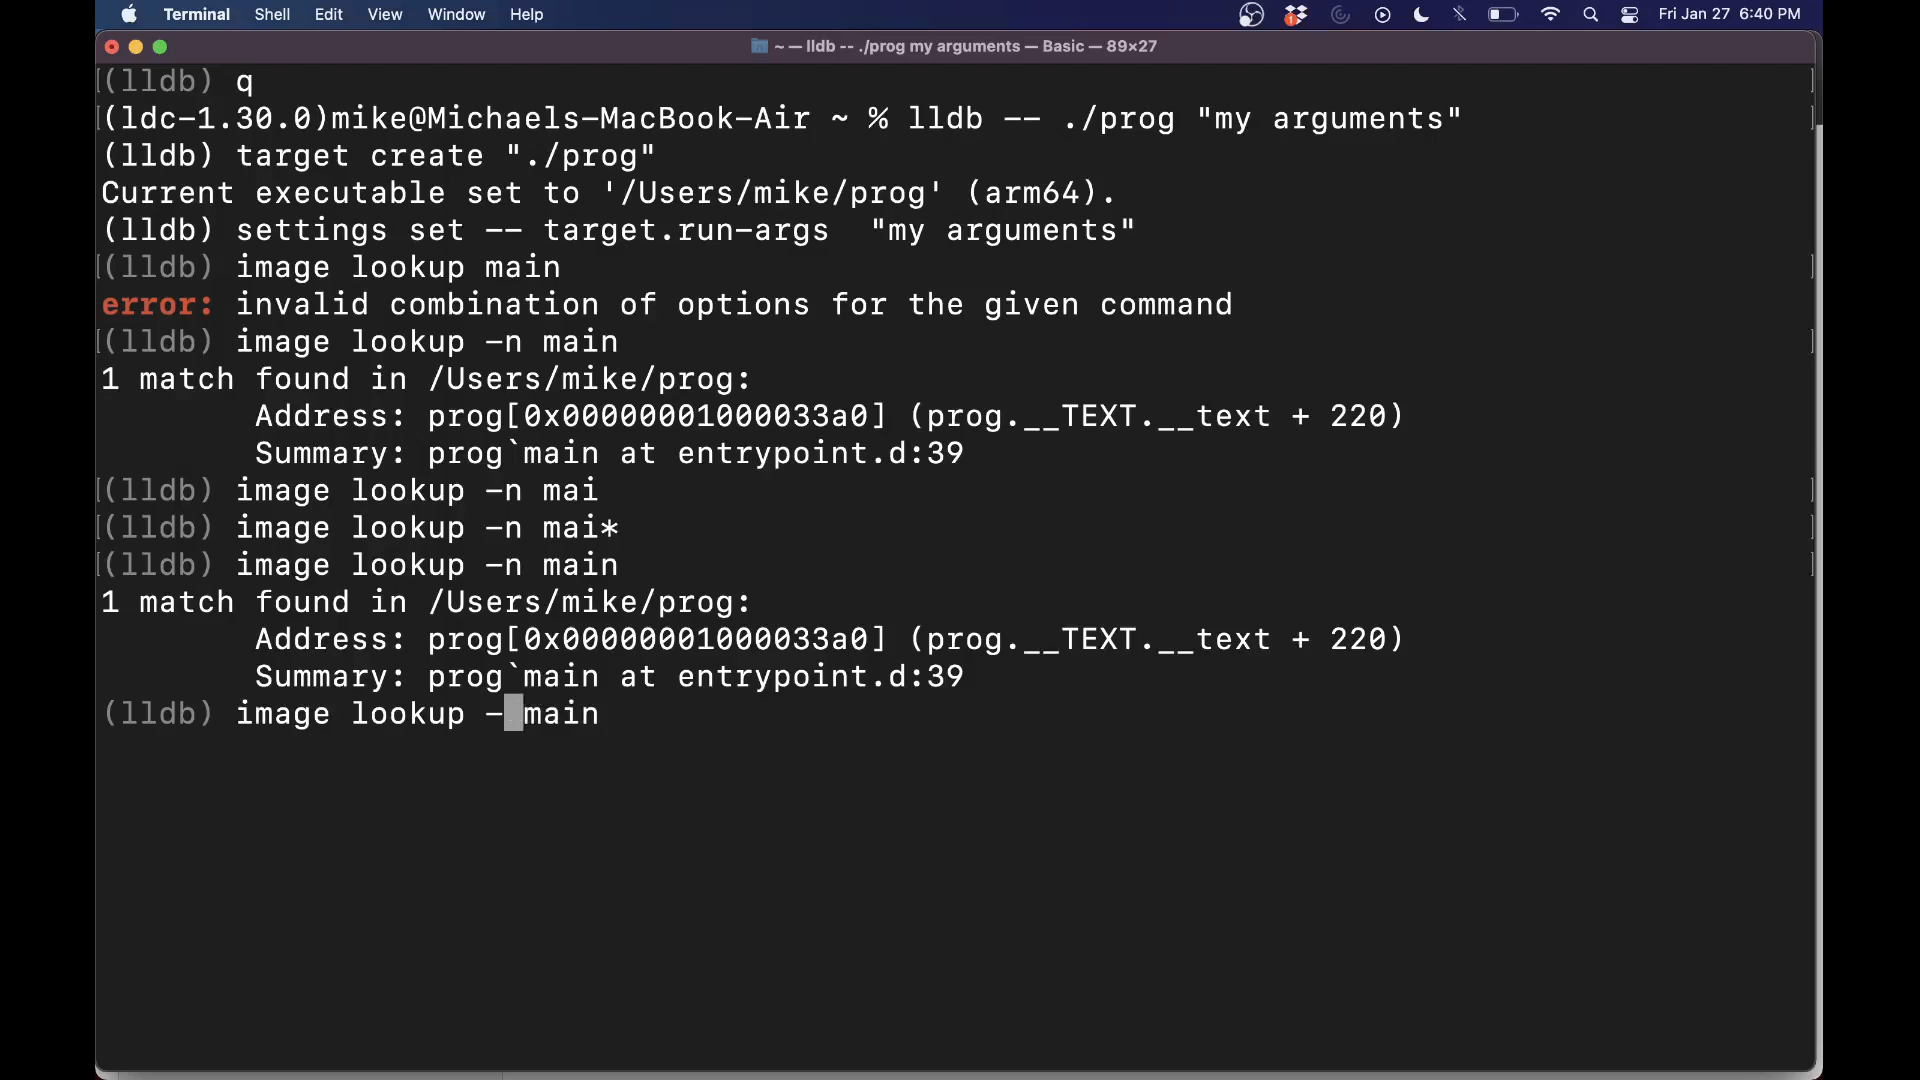 Terminal Shell Edit View Window Help Fri Jan 27 6:40 PM
~ — lldb -- ./prog my arguments — Basic — 89×27
(lldb) q
(ldc-1.30.0)mike@Michaels-MacBook-Air ~ % lldb -- ./prog "my arguments"
(lldb) target create "./prog"
Current executable set to '/Users/mike/prog' (arm64).
(lldb) settings set -- target.run-args  "my arguments"
(lldb) image lookup main
error: invalid combination of options for the given command
(lldb) image lookup -n main
1 match found in /Users/mike/prog:
        Address: prog[0x00000001000033a0] (prog.__TEXT.__text + 220)
        Summary: prog`main at entrypoint.d:39
(lldb) image lookup -n mai
(lldb) image lookup -n mai*
(lldb) image lookup -n main
1 match found in /Users/mike/prog:
        Address: prog[0x00000001000033a0] (prog.__TEXT.__text + 220)
        Summary: prog`main at entrypoint.d:39
(lldb) image lookup - main